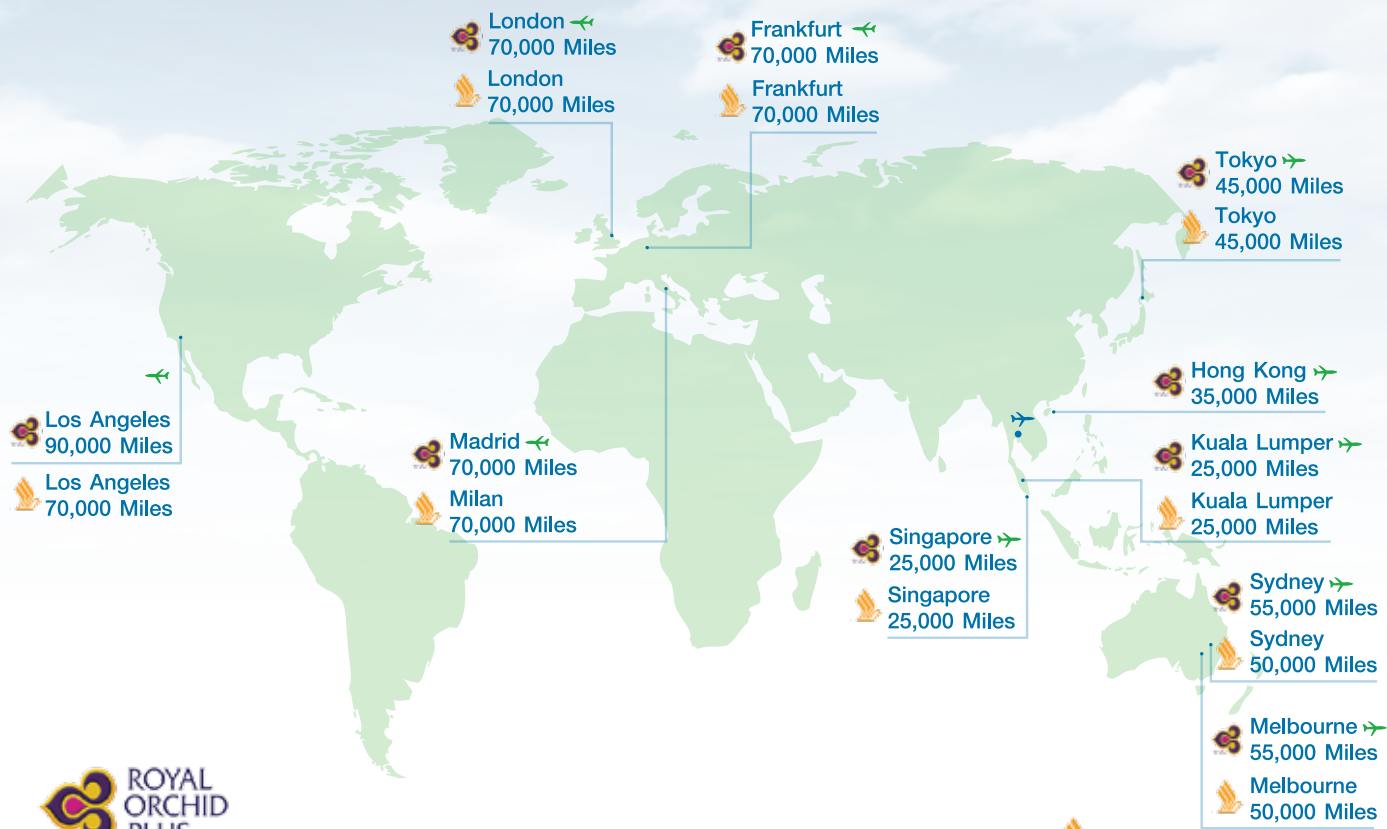 London
70,000 Miles
London
70,000 Miles
Frankfurt
70,000 Miles
Frankfurt
70,000 Miles
Tokyo
45,000 Miles
Tokyo
45,000 Miles
Hong Kong
35,000 Miles
Los Angeles
90,000 Miles
Los Angeles
70,000 Miles
Madrid
70,000 Miles
Milan
70,000 Miles
Kuala Lumper
25,000 Miles
Kuala Lumper
25,000 Miles
Singapore
25,000 Miles
Singapore
25,000 Miles
Sydney
55,000 Miles
Sydney
50,000 Miles
Melbourne
55,000 Miles
Melbourne
50,000 Miles
ROYAL
ORCHID
PLUS